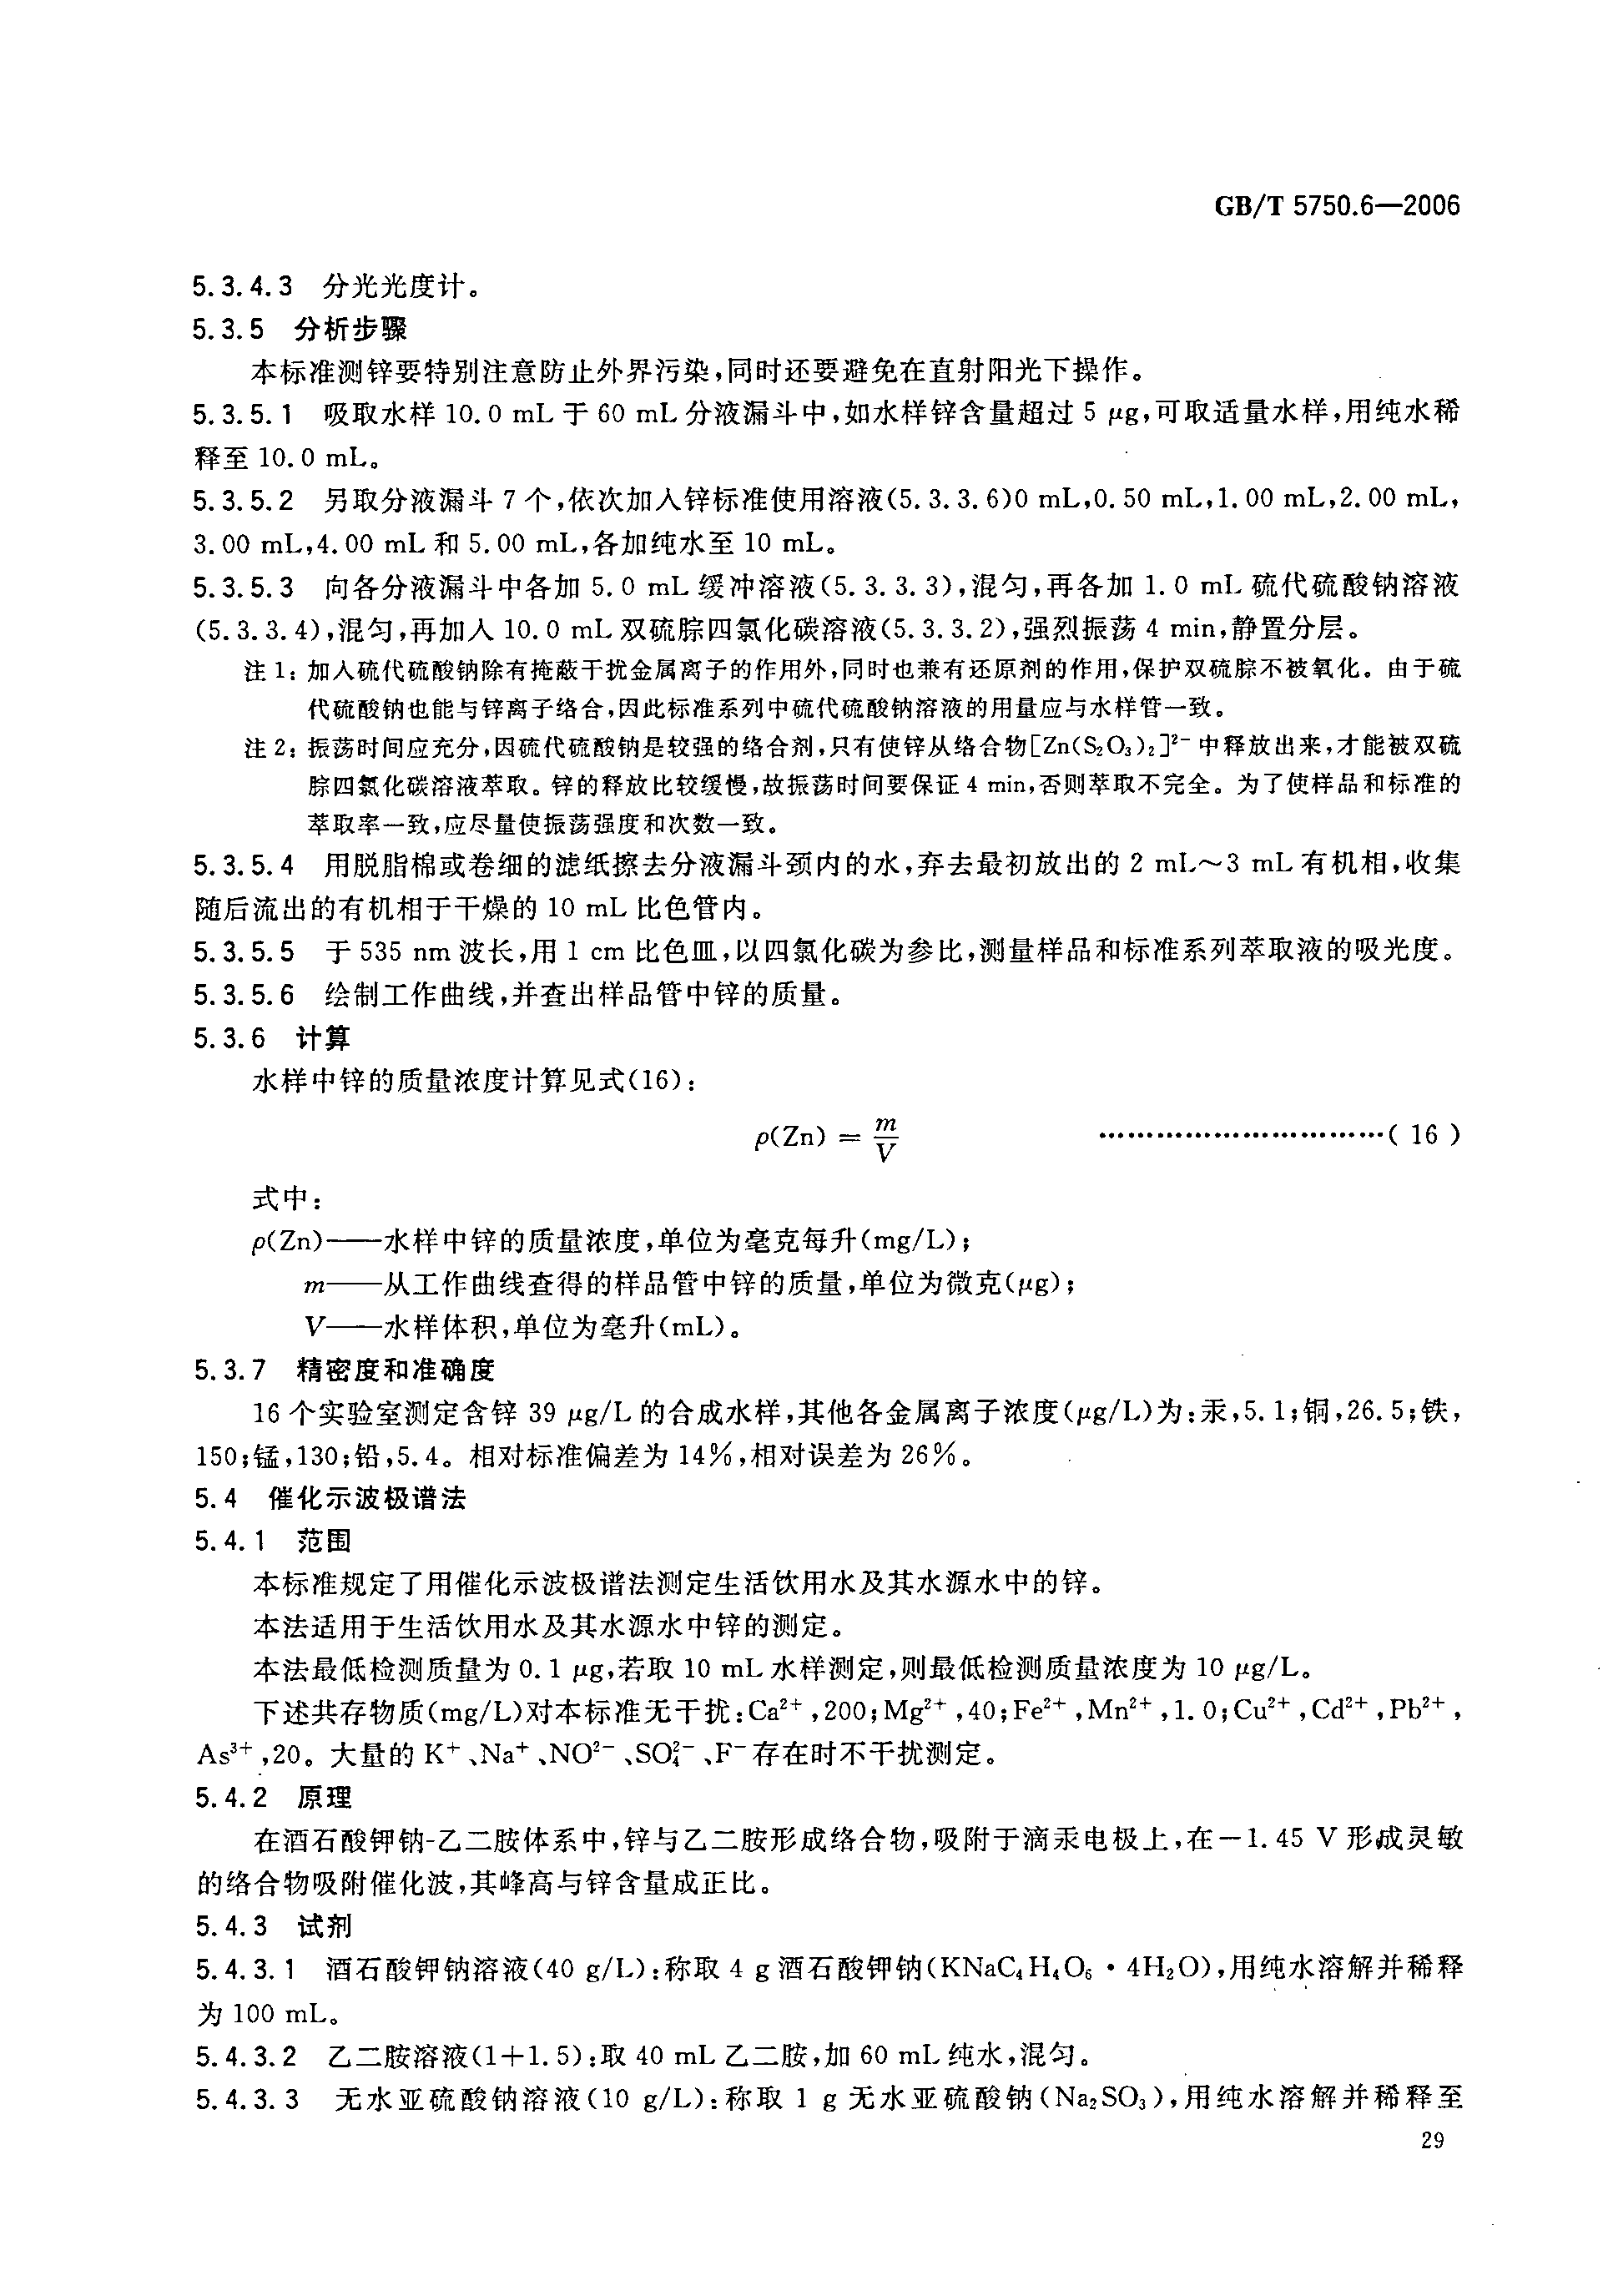 GB/T 5750.6—2006
5.3.4.3 分光光度计。
5.3.5 分析步骤
本标准测锌要特别注意防止外界污染,同时还要避免在直射阳光下操作。
5.3.5.1 吸取水样 10.0 mL 于 60 mL 分液漏斗中,如水样锌含量超过 5 μg,可取适量水样,用纯水稀
释至 10.0 mL。
5.3.5.2 另取分液漏斗 7 个,依次加入锌标准使用溶液(5.3.3.6)0 mL,0.50 mL,1.00 mL,2.00 mL,
3.00 mL,4.00 mL 和 5.00 mL,各加纯水至 10 mL。
5.3.5.3 向各分液漏斗中各加 5.0 mL 缓冲溶液(5.3.3.3),混匀,再各加 1.0 mL 硫代硫酸钠溶液
(5.3.3.4),混匀,再加入 10.0 mL 双硫腙四氯化碳溶液(5.3.3.2),强烈振荡 4 min,静置分层。
注 1: 加入硫代硫酸钠除有掩蔽干扰金属离子的作用外,同时也兼有还原剂的作用,保护双硫腙不被氧化。由于硫
代硫酸钠也能与锌离子络合,因此标准系列中硫代硫酸钠溶液的用量应与水样管一致。
注 2: 振荡时间应充分,因硫代硫酸钠是较强的络合剂,只有使锌从络合物[Zn(S₂O₃)₂]²⁻中释放出来,才能被双硫
腙四氯化碳溶液萃取。锌的释放比较缓慢,故振荡时间要保证 4 min,否则萃取不完全。为了使样品和标准的
萃取率一致,应尽量使振荡强度和次数一致。
5.3.5.4 用脱脂棉或卷细的滤纸擦去分液漏斗颈内的水,弃去最初放出的 2 mL～3 mL 有机相,收集
随后流出的有机相于干燥的 10 mL 比色管内。
5.3.5.5 于 535 nm 波长,用 1 cm 比色皿,以四氯化碳为参比,测量样品和标准系列萃取液的吸光度。
5.3.5.6 绘制工作曲线,并查出样品管中锌的质量。
5.3.6 计算
水样中锌的质量浓度计算见式(16):
ρ(Zn) = m/V ……………………………( 16 )
式中:
ρ(Zn)——水样中锌的质量浓度,单位为毫克每升(mg/L);
m——从工作曲线查得的样品管中锌的质量,单位为微克(μg);
V——水样体积,单位为毫升(mL)。
5.3.7 精密度和准确度
16 个实验室测定含锌 39 μg/L 的合成水样,其他各金属离子浓度(μg/L)为:汞,5.1;铜,26.5;铁,
150;锰,130;铅,5.4。相对标准偏差为 14%,相对误差为 26%。
5.4 催化示波极谱法
5.4.1 范围
本标准规定了用催化示波极谱法测定生活饮用水及其水源水中的锌。
本法适用于生活饮用水及其水源水中锌的测定。
本法最低检测质量为 0.1 μg,若取 10 mL 水样测定,则最低检测质量浓度为 10 μg/L。
下述共存物质(mg/L)对本标准无干扰:Ca²⁺,200;Mg²⁺,40;Fe²⁺,Mn²⁺,1.0;Cu²⁺,Cd²⁺,Pb²⁺,
As³⁺,20。大量的 K⁺、Na⁺、NO²⁻、SO₄²⁻、F⁻存在时不干扰测定。
5.4.2 原理
在酒石酸钾钠-乙二胺体系中,锌与乙二胺形成络合物,吸附于滴汞电极上,在－1.45 V 形成灵敏
的络合物吸附催化波,其峰高与锌含量成正比。
5.4.3 试剂
5.4.3.1 酒石酸钾钠溶液(40 g/L):称取 4 g 酒石酸钾钠(KNaC₄H₄O₆·4H₂O),用纯水溶解并稀释
为 100 mL。
5.4.3.2 乙二胺溶液(1+1.5):取 40 mL 乙二胺,加 60 mL 纯水,混匀。
5.4.3.3 无水亚硫酸钠溶液(10 g/L):称取 1 g 无水亚硫酸钠(Na₂SO₃),用纯水溶解并稀释至
29